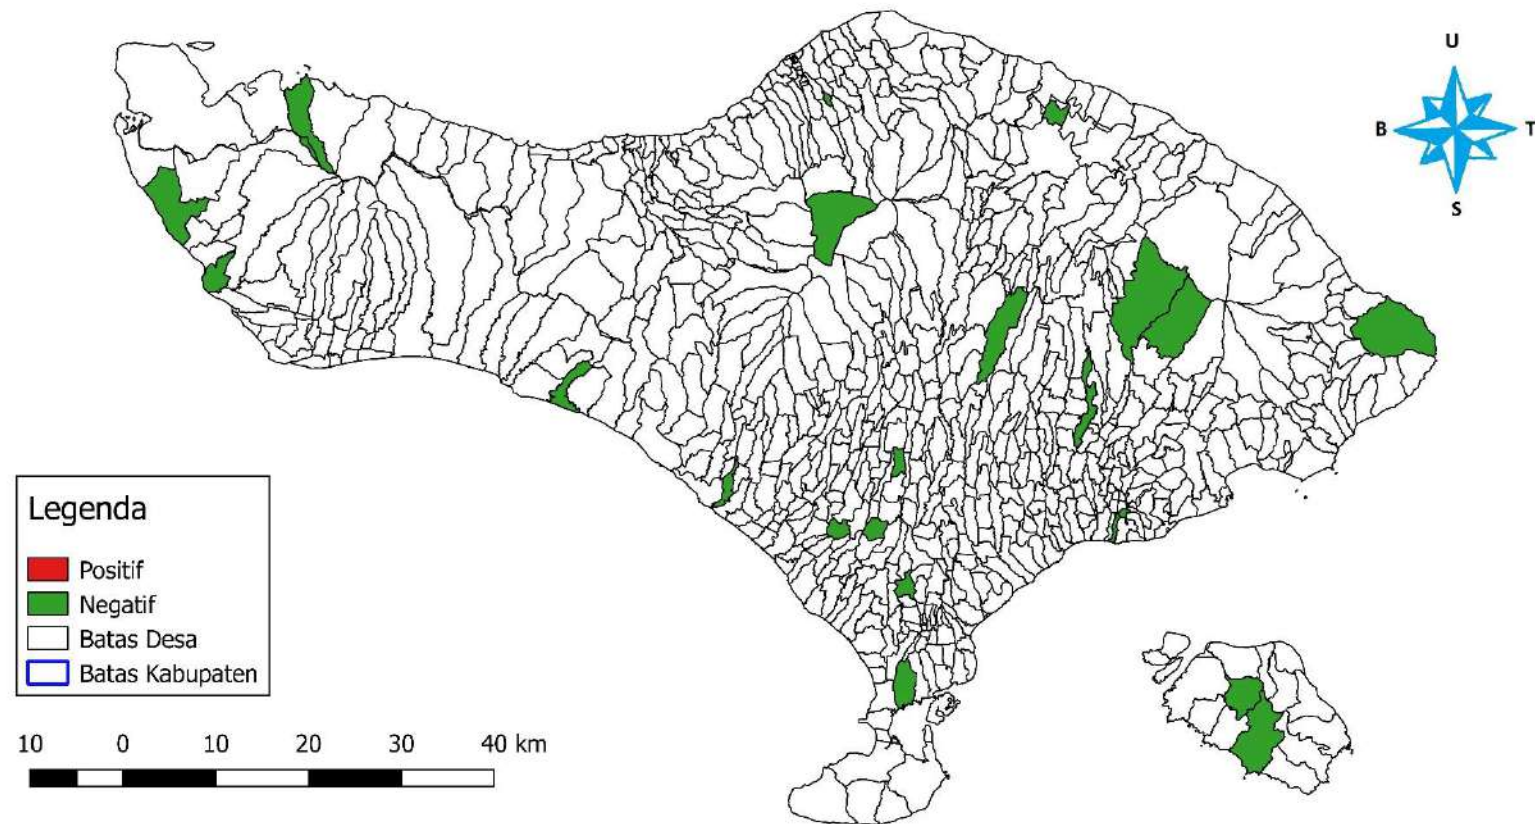 U
B
T
S
Legenda
Positif
Negatif
Batas Desa
Batas Kabupaten
10 0 10 20 30 40 km